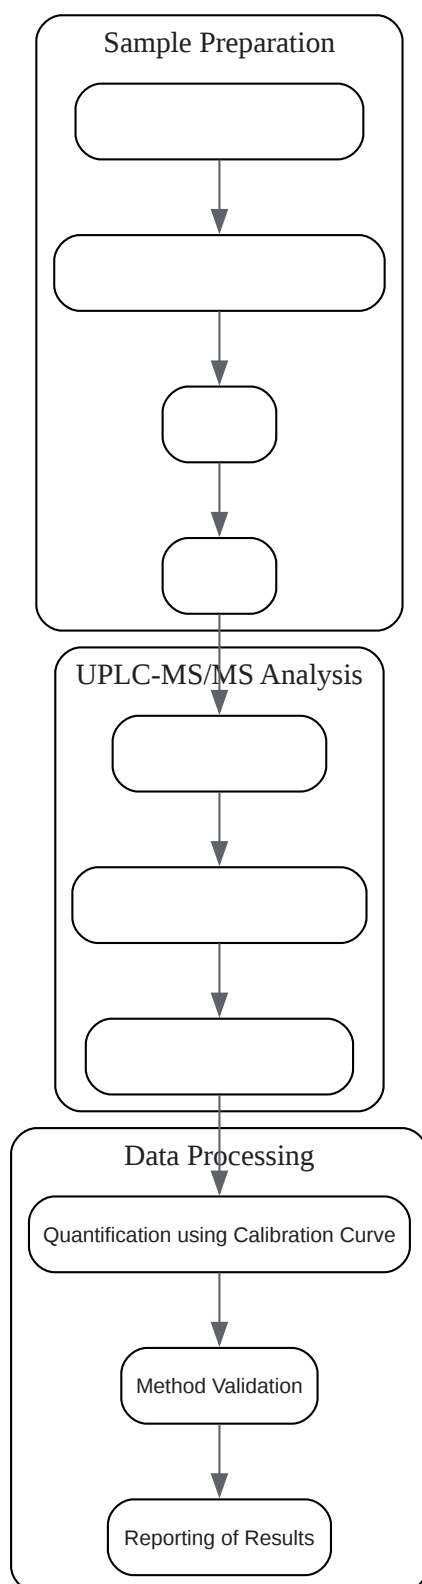 Sample Preparation
UPLC-MS/MS Analysis
Data Processing
Quantification using Calibration Curve
Method Validation
Reporting of Results